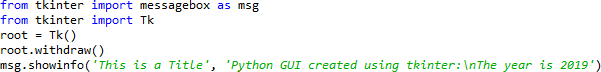 from tkinter import messagebox as msg
from tkinter import Tk
root = Tk()
root.withdraw()
msg.showinfo('This is a Title', 'Python GUI created using tkinter:\nThe year is 2019')